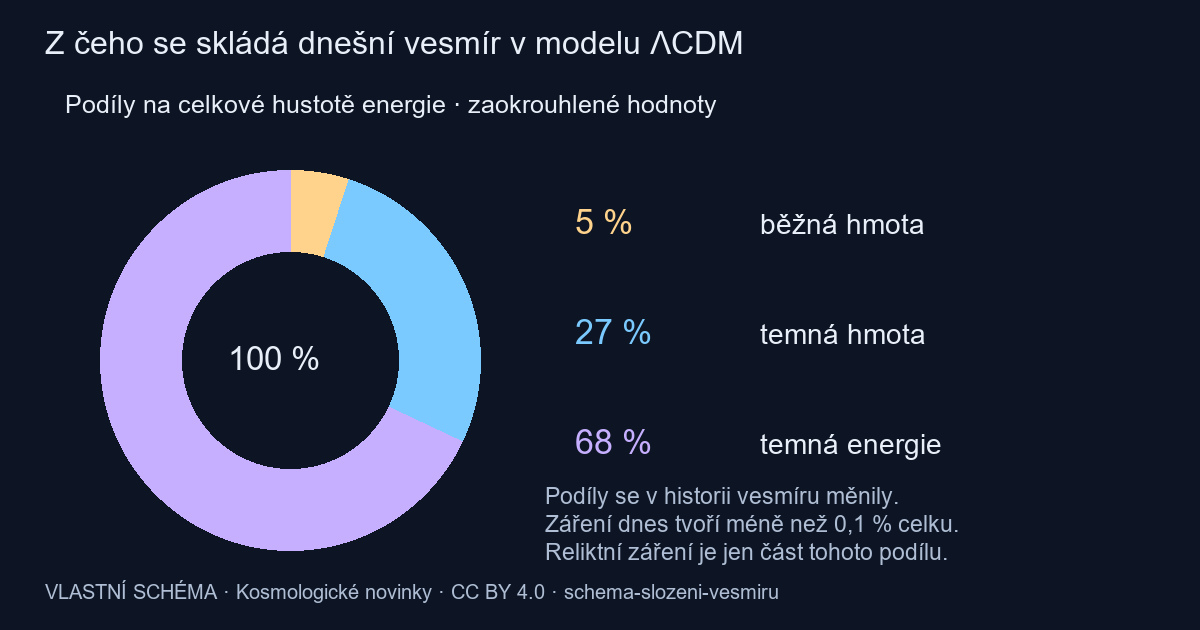 Z čeho se skládá dnešní vesmír v modelu ΛCDM
Podíly na celkové hustotě energie · zaokrouhlené hodnoty
5 % běžná hmota
100 %
27 % temná hmota
68 % temná energie
Podíly se v historii vesmíru měnily.
Záření dnes tvoří méně než 0,1 % celku.
Reliktní záření je jen část tohoto podílu.
VLASTNÍ SCHÉMA · Kosmologické novinky · CC BY 4.0 · schema-slozeni-vesmiru